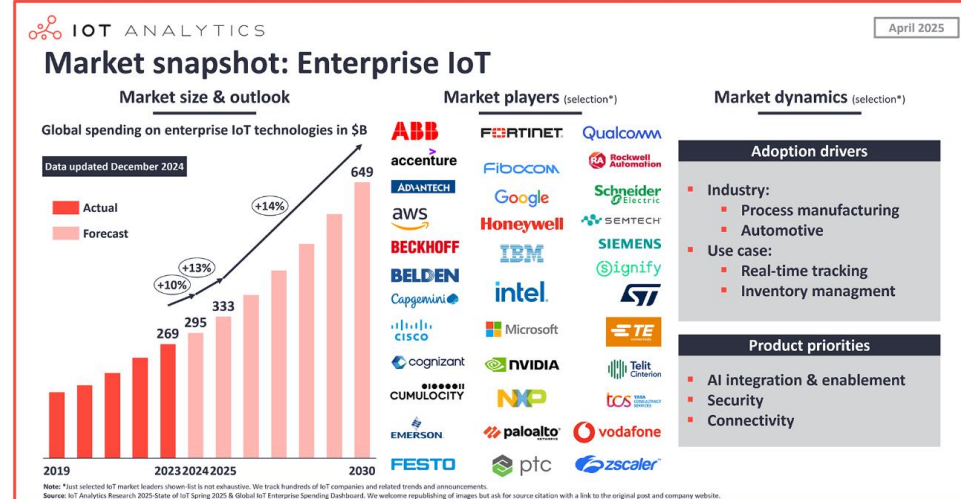 IOT ANALYTICS
April 2025
Market snapshot: Enterprise IoT
Market size & outlook
Global spending on enterprise IoT technologies in $B
Data updated December 2024
Actual
Forecast
+10%
+13%
+14%
269
295
333
649
2019
2023
2024
2025
2030
Market players (selection*)
ABB
FORTINET
Qualcomm
accenture
Fibocom
RA Rockwell
Automation
ADVANTECH
Google
Schneider
Electric
aws
Honeywell
SEMTECH
BECKHOFF
IBM
SIEMENS
BELDEN
intel.
Signify
Capgemini
ST
CISCO
Microsoft
TE
cognizant
NVIDIA
Telit
Cinterion
CUMULOCITY
NXP
tcs TATA
CONSULTANCY
SERVICES
EMERSON
paloalto
NETWORKS
vodafone
FESTO
ptc
zscaler
Market dynamics (selection*)
Adoption drivers
Industry:
Process manufacturing
Automotive
Use case:
Real-time tracking
Inventory managment
Product priorities
AI integration & enablement
Security
Connectivity
Note: *Just selected IoT market leaders shown-list is not exhaustive. We track hundreds of IoT companies and related trends and announcements.
Source: IoT Analytics Research 2025-State of IoT Spring 2025 & Global IoT Enterprise Spending Dashboard. We welcome republishing of images but ask for source citation with a link to the original post and company website.